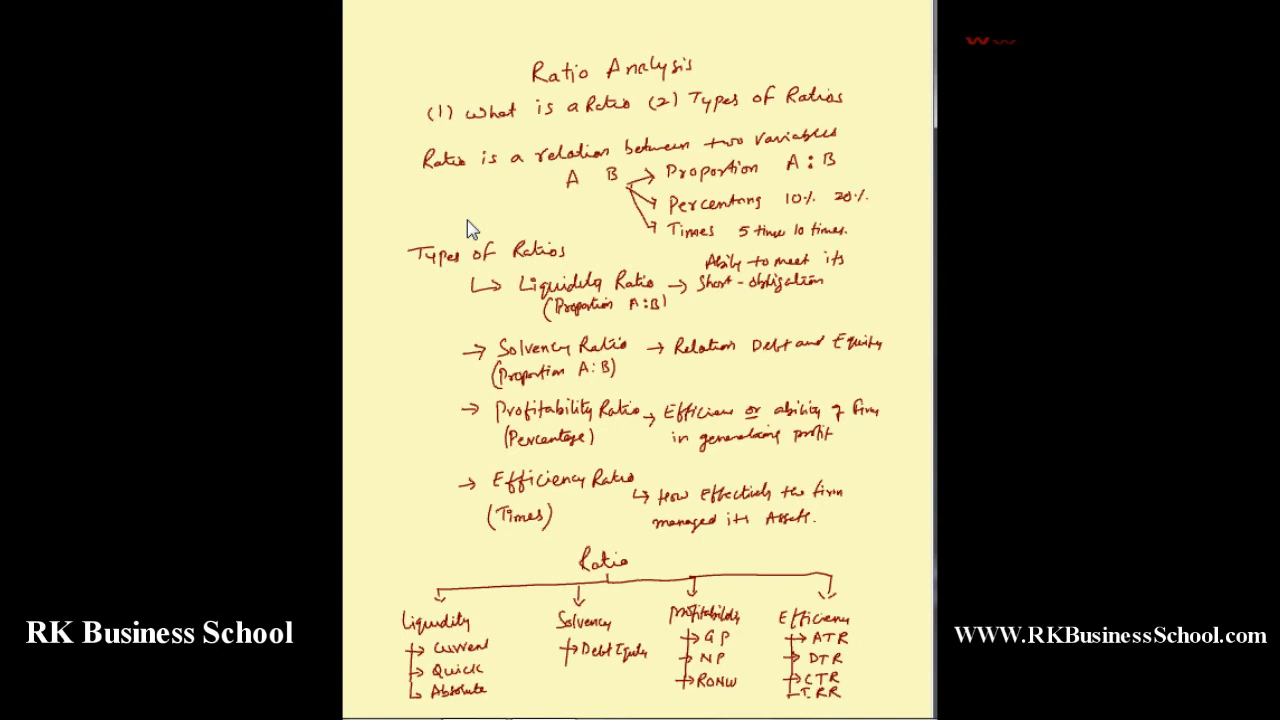 Ratio Analysis
(1) What is a Ratio (2) Types of Ratios
Ratio is a relation between two variables
A B → Proportion A : B
→ Percentang 10% 20%
→ Times 5 times 10 times.
Types of Ratios
↳ Liquidity Ratio → Ability to meet its
Short - obligation
(Proportion A:B)
→ Solvency Ratio → Relation Debt and Equity
(Proportion A:B)
→ Profitability Ratio → Efficiens or ability of firm
(Percentage) in generalizing profit
→ Efficiency Ratio ↳ How Effectively the firm
(Times) managed its Assets.
Ratio
Liquidity Solvency Profitability Efficiency
→ Current → Debt Equity → GP → ATR
→ Quick → NP → DTR
→ Absolute → RONW → CTR
RK Business School
WWW.RKBusinessSchool.com